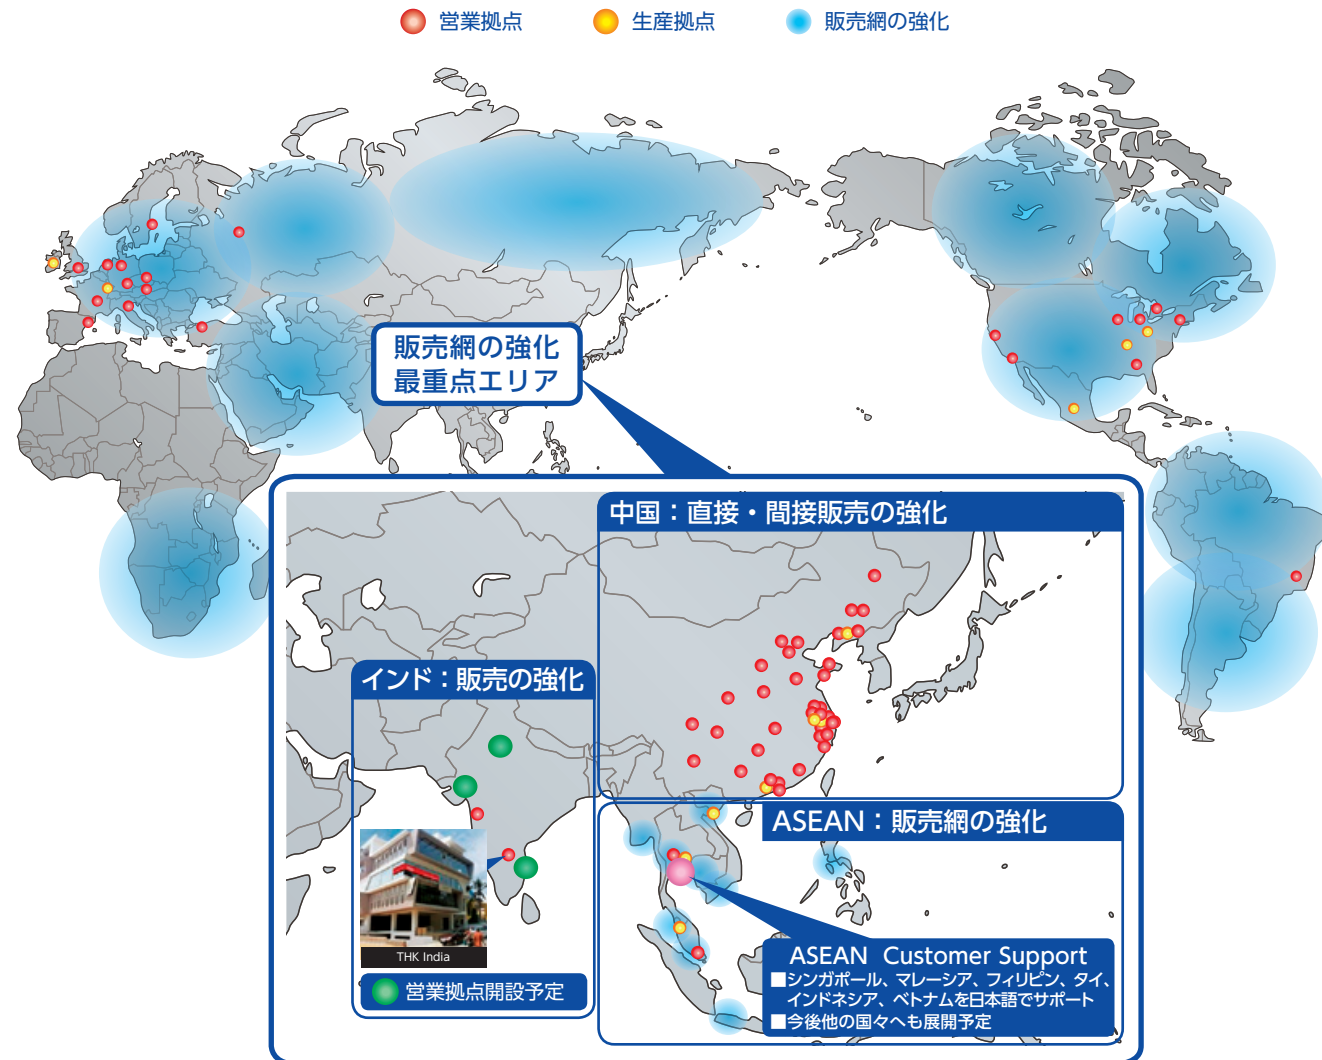 営業拠点
生産拠点
販売網の強化
販売網の強化
最重点エリア
中国：直接・間接販売の強化
インド：販売の強化
THK India
営業拠点開設予定
ASEAN：販売網の強化
ASEAN Customer Support
■シンガポール、マレーシア、フィリピン、タイ、
インドネシア、ベトナムを日本語でサポート
■今後他の国々へも展開予定